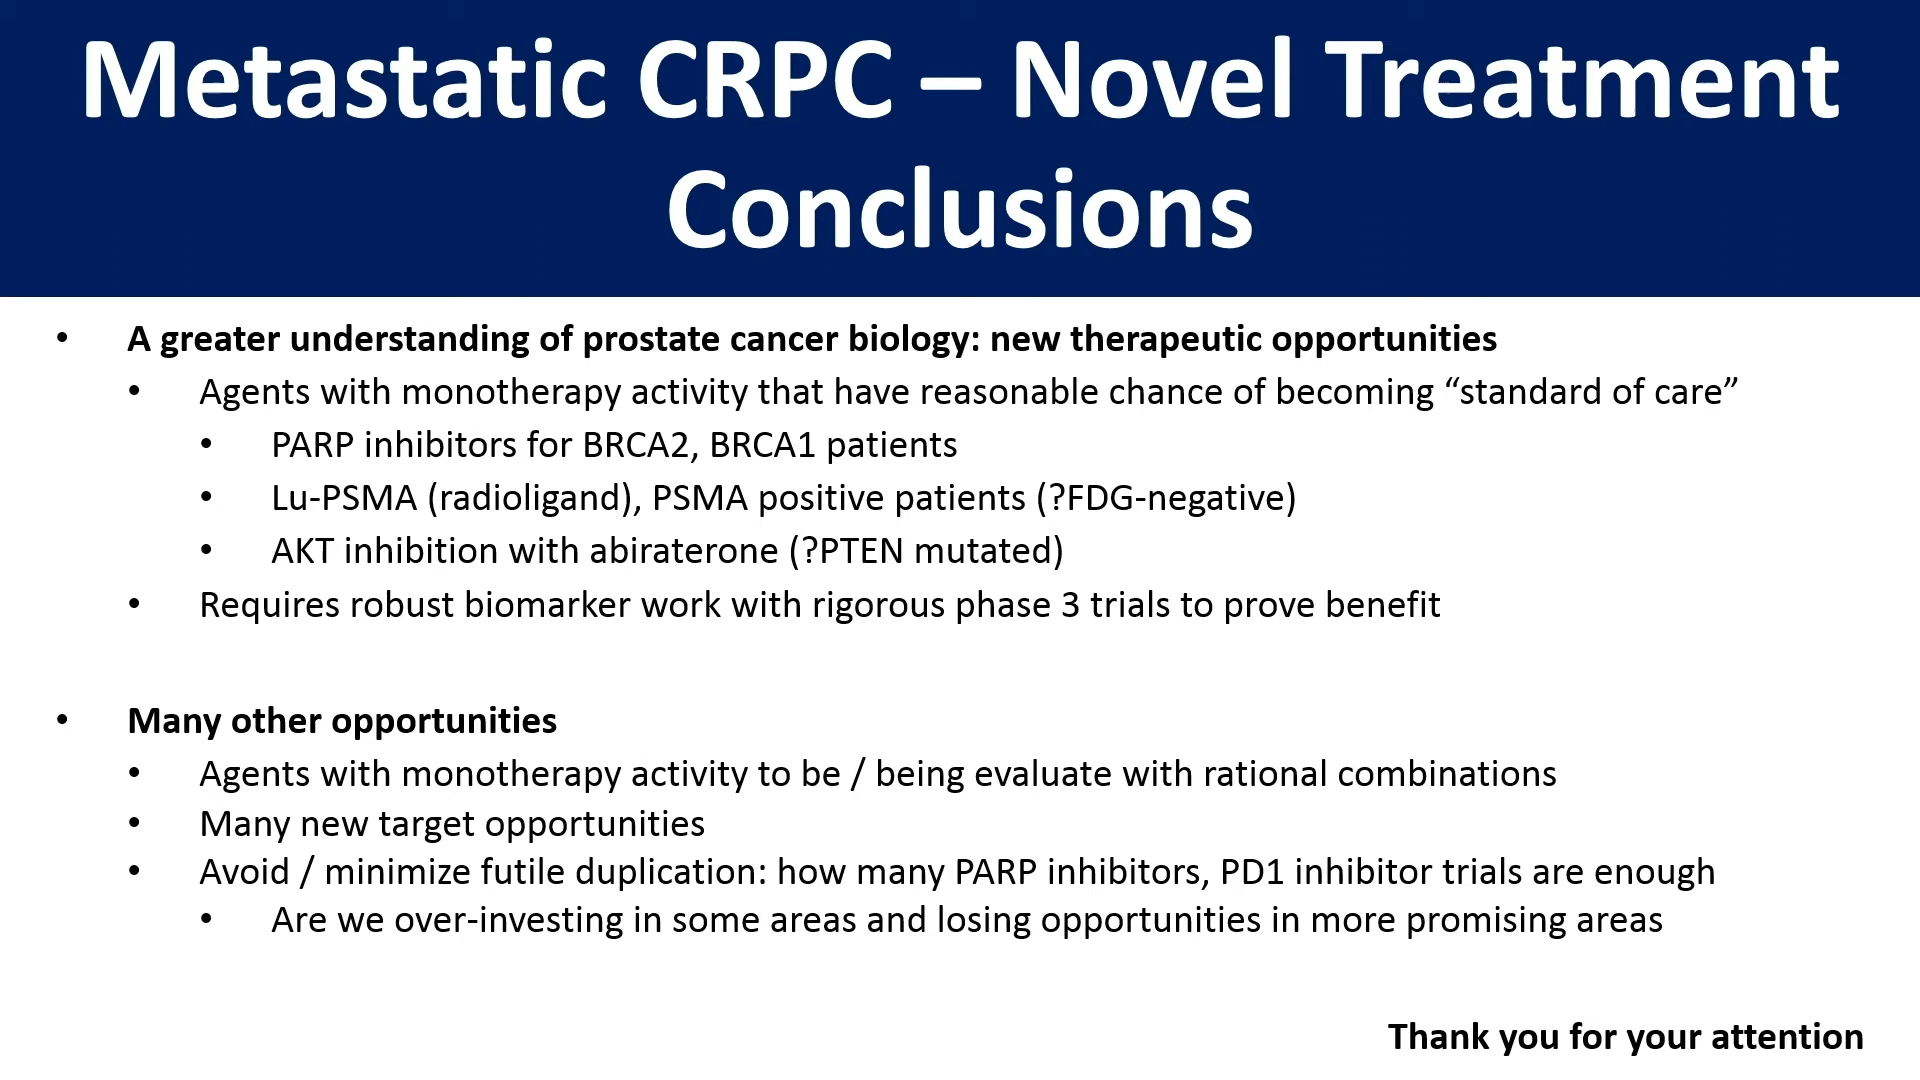 Metastatic CRPC – Novel Treatment
Conclusions
• A greater understanding of prostate cancer biology: new therapeutic opportunities
• Agents with monotherapy activity that have reasonable chance of becoming “standard of care”
• PARP inhibitors for BRCA2, BRCA1 patients
• Lu-PSMA (radioligand), PSMA positive patients (?FDG-negative)
• AKT inhibition with abiraterone (?PTEN mutated)
• Requires robust biomarker work with rigorous phase 3 trials to prove benefit
• Many other opportunities
• Agents with monotherapy activity to be / being evaluate with rational combinations
• Many new target opportunities
• Avoid / minimize futile duplication: how many PARP inhibitors, PD1 inhibitor trials are enough
• Are we over-investing in some areas and losing opportunities in more promising areas
Thank you for your attention